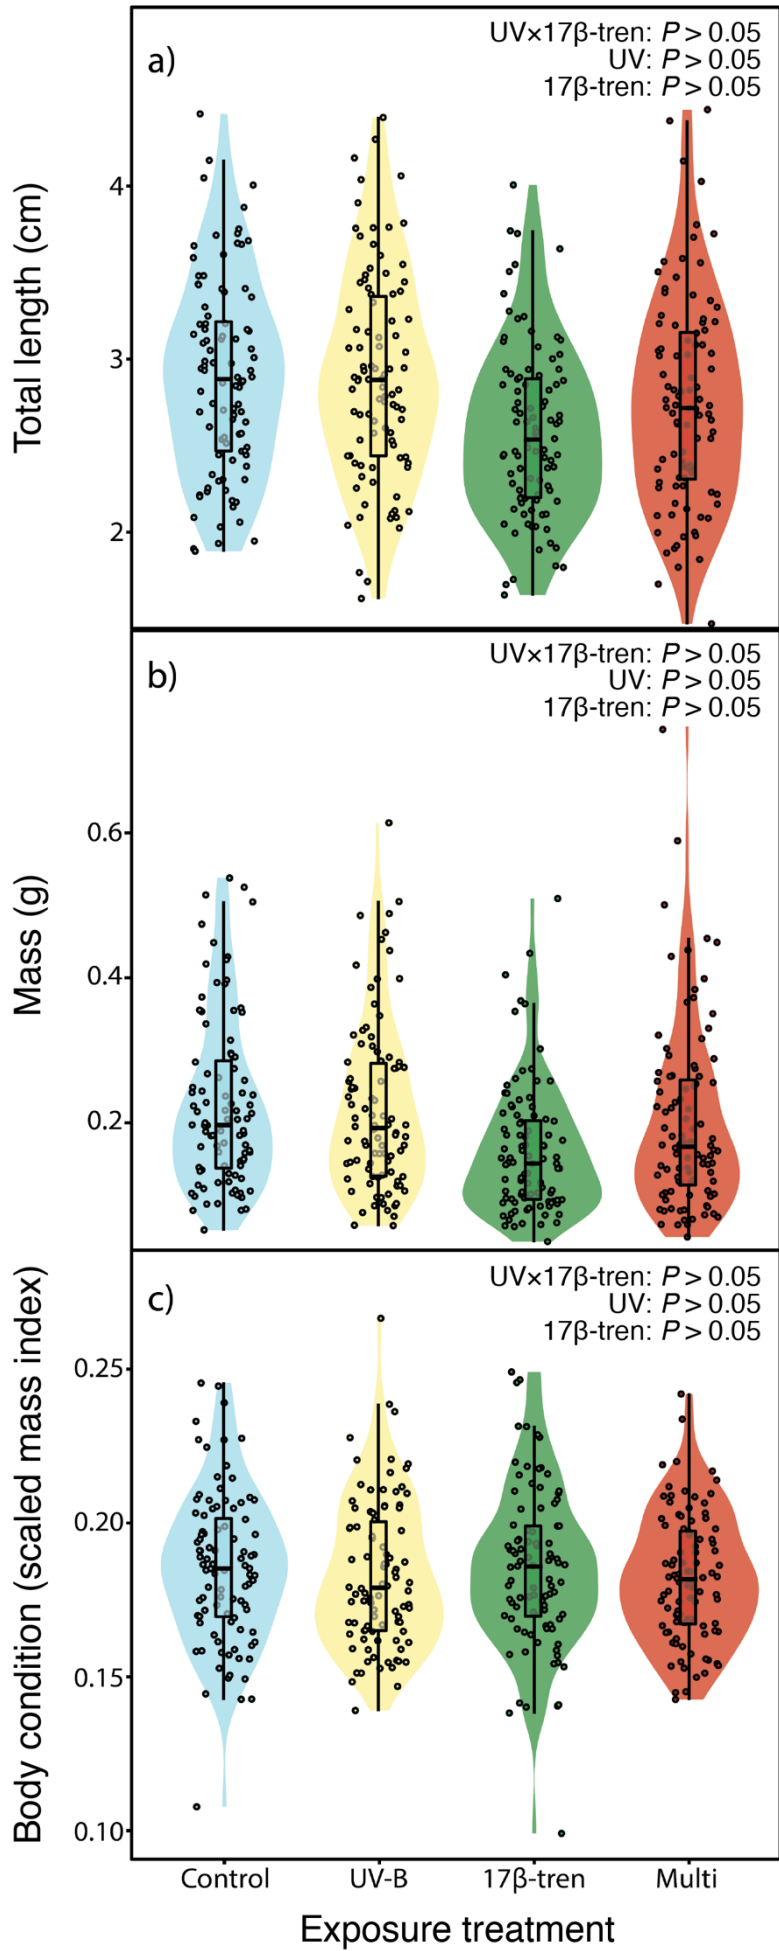 a)
UV×17β-tren: P > 0.05
UV: P > 0.05
17β-tren: P > 0.05
Total length (cm)
4
3
2
b)
UV×17β-tren: P > 0.05
UV: P > 0.05
17β-tren: P > 0.05
Mass (g)
0.6
0.4
0.2
c)
UV×17β-tren: P > 0.05
UV: P > 0.05
17β-tren: P > 0.05
Body condition (scaled mass index)
0.25
0.20
0.15
0.10
Control UV-B 17β-tren Multi
Exposure treatment